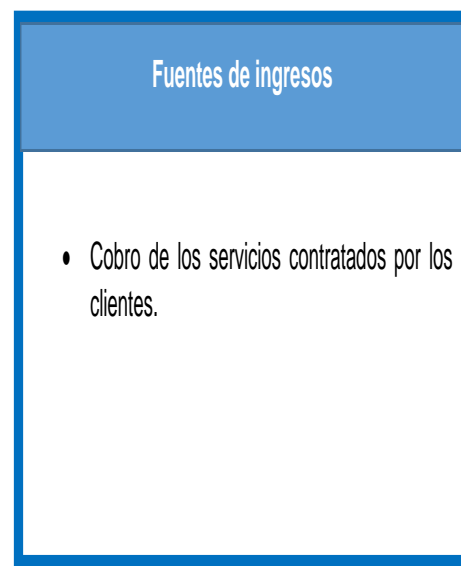 Fuentes de ingresos
• Cobro de los servicios contratados por los
clientes.